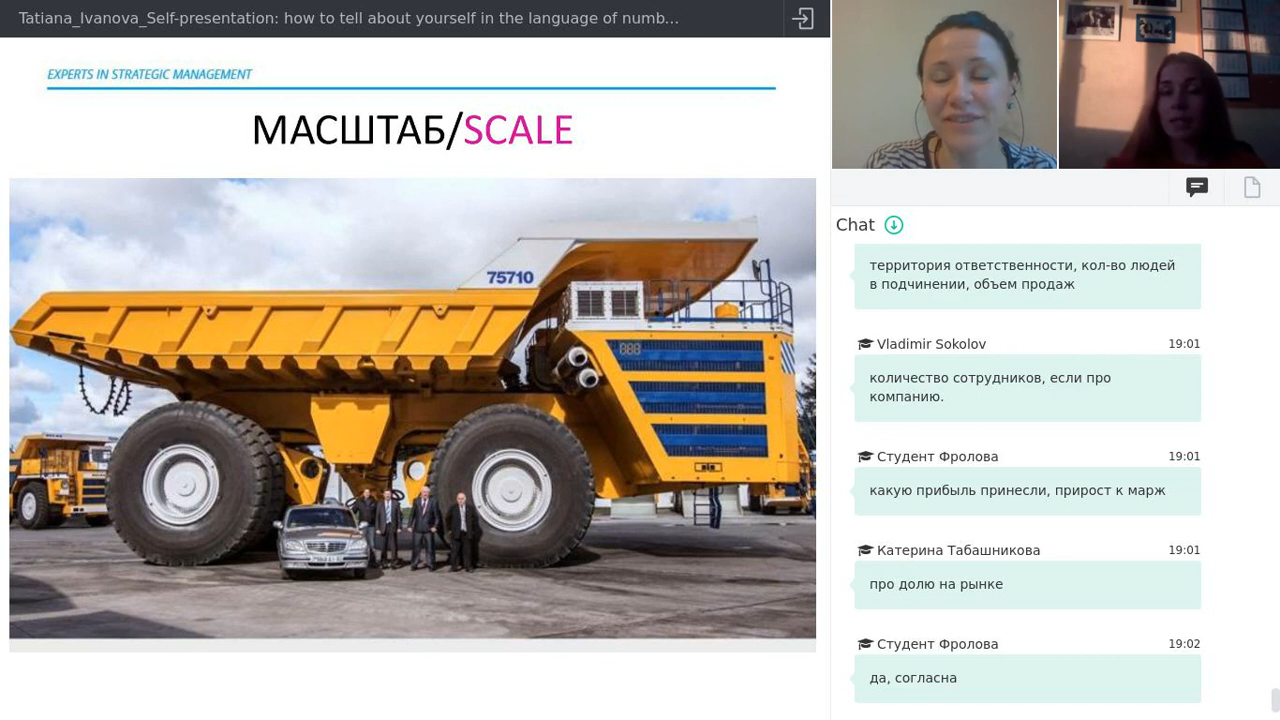 Tatiana_Ivanova_Self-presentation: how to tell about yourself in the language of numb...
EXPERTS IN STRATEGIC MANAGEMENT
МАСШТАБ/SCALE
75710
Chat
территория ответственности, кол-во людей
в подчинении, объем продаж
Vladimir Sokolov 19:01
количество сотрудников, если про
компанию.
Студент Фролова 19:01
какую прибыль принесли, прирост к марж
Катерина Табашникова 19:01
про долю на рынке
Студент Фролова 19:02
да, согласна